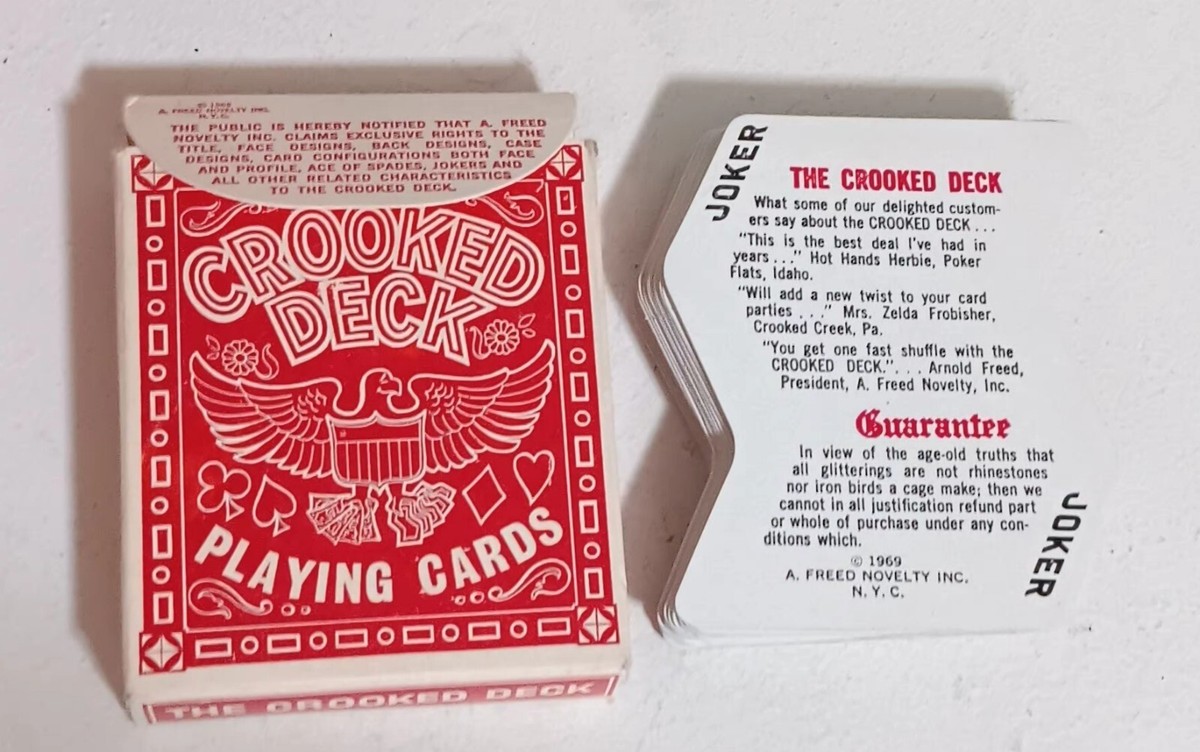 © 1969
A. FREED NOVELTY INC.
N.Y.C.
THE PUBLIC IS HEREBY NOTIFIED THAT A. FREED
NOVELTY INC. CLAIMS EXCLUSIVE RIGHTS TO THE
TITLE, FACE DESIGNS, BACK DESIGNS, CASE
DESIGNS, CARD CONFIGURATIONS BOTH FACE
AND PROFILE, ACE OF SPADES, JOKERS AND
ALL OTHER RELATED CHARACTERISTICS
TO THE CROOKED DECK.
CROOKED
DECK
PLAYING CARDS
THE CROOKED DECK
JOKER
THE CROOKED DECK
What some of our delighted custom-
ers say about the CROOKED DECK ...
"This is the best deal I've had in
years ..." Hot Hands Herbie, Poker
Flats, Idaho.
"Will add a new twist to your card
parties . . ." Mrs. Zelda Frobisher,
Crooked Creek, Pa.
"You get one fast shuffle with the
CROOKED DECK.". . . Arnold Freed,
President, A. Freed Novelty, Inc.
Guarantee
In view of the age-old truths that
all glitterings are not rhinestones
nor iron birds a cage make; then we
cannot in all justification refund part
or whole of purchase under any con-
ditions which.
© 1969
A. FREED NOVELTY INC.
N. Y. C.
JOKER